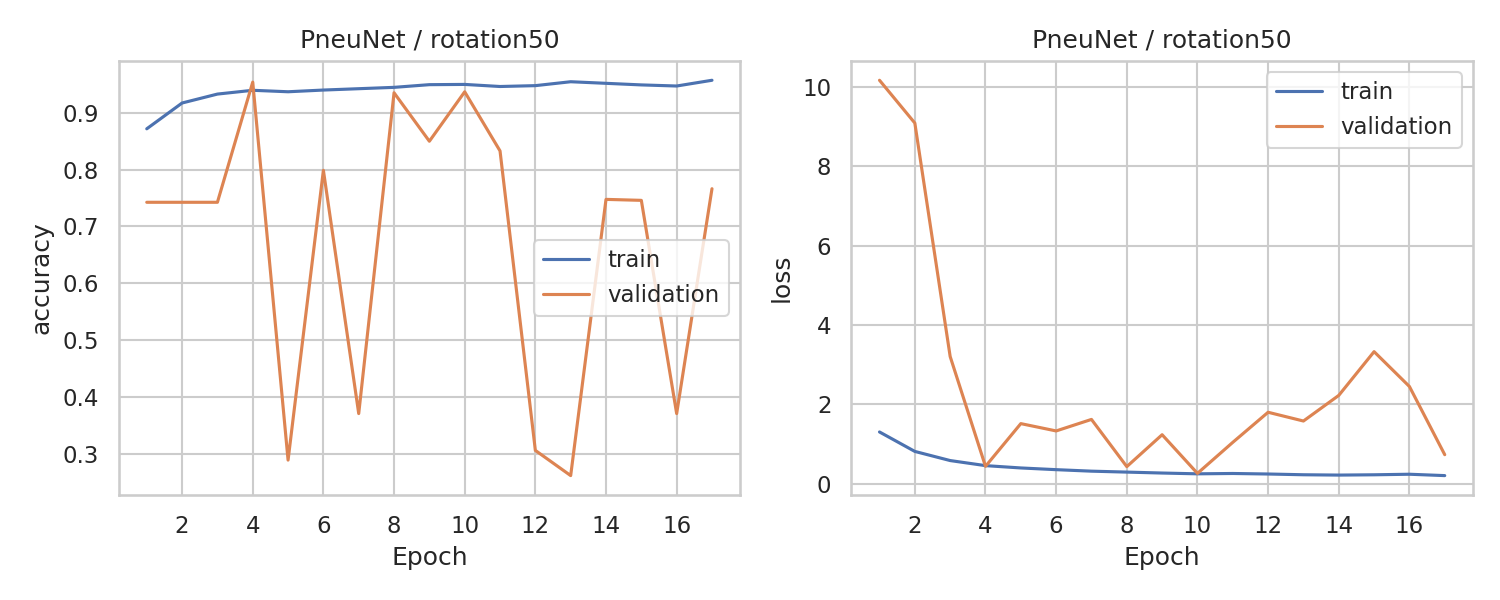 PneuNet / rotation50
accuracy
0.9
0.8
0.7
0.6
0.5
0.4
0.3
train
validation
2 4 6 8 10 12 14 16
Epoch
PneuNet / rotation50
loss
10
8
6
4
2
0
train
validation
2 4 6 8 10 12 14 16
Epoch